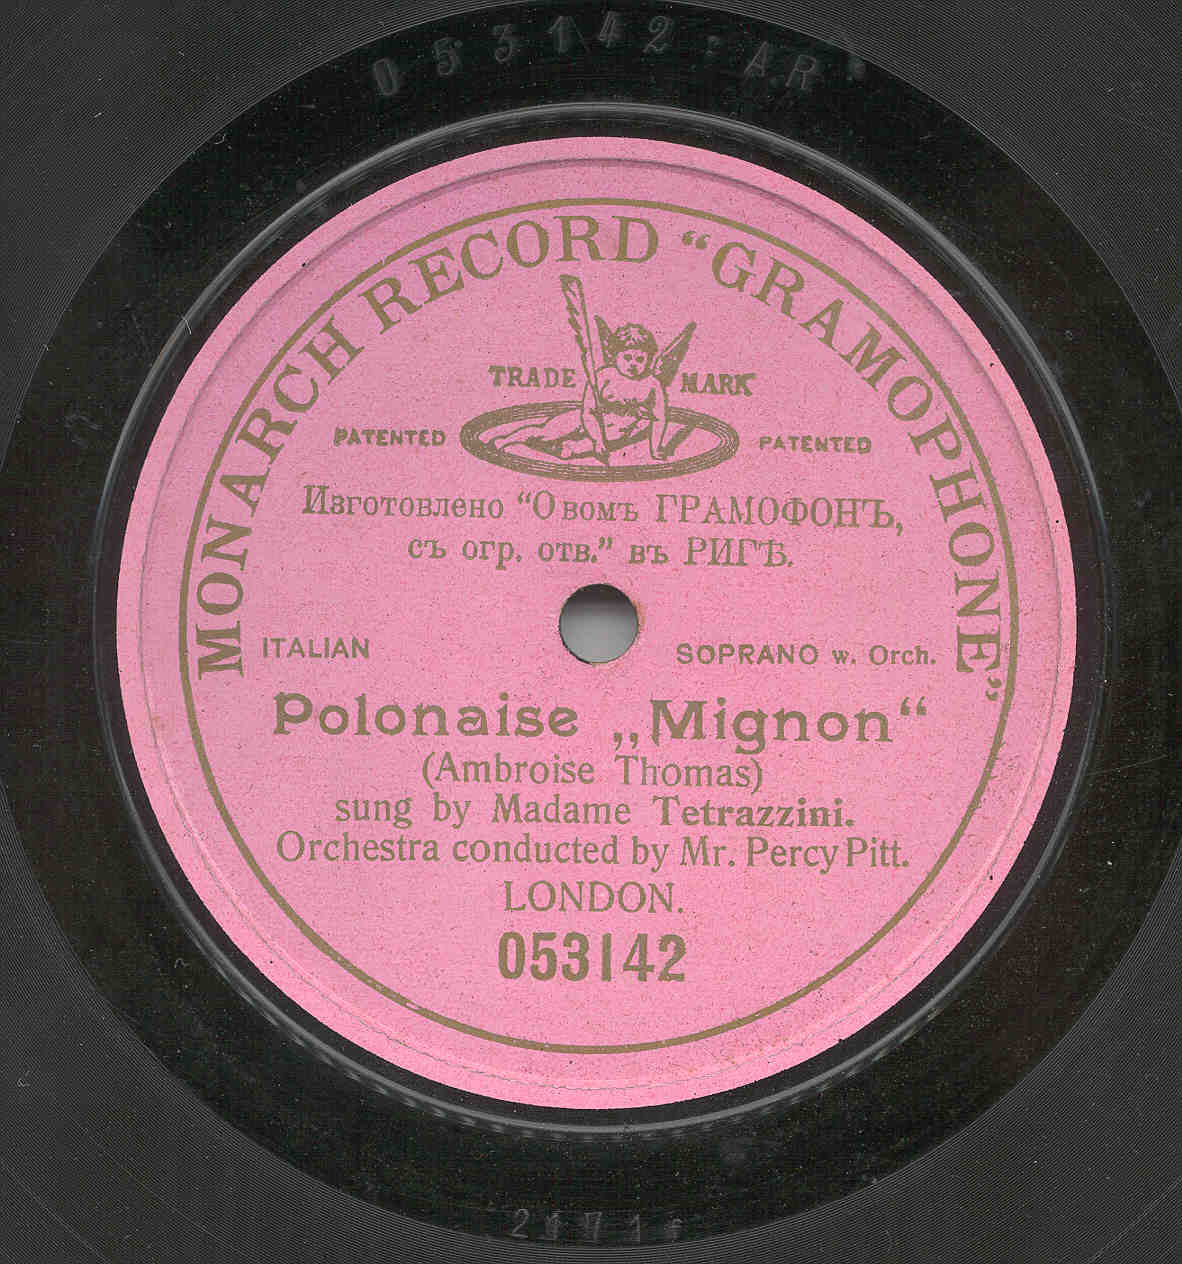 053142 AR
MONARCH RECORD “GRAMOPHONE”
TRADE MARK
PATENTED PATENTED
Изготовлено “О вомъ ГРАМОФОНЪ,
съ огр. отв.” въ РИГѢ.
ITALIAN SOPRANO w. Orch.
Polonaise „Mignon“
(Ambroise Thomas)
sung by Madame Tetrazzini.
Orchestra conducted by Mr. Percy Pitt.
LONDON.
053142